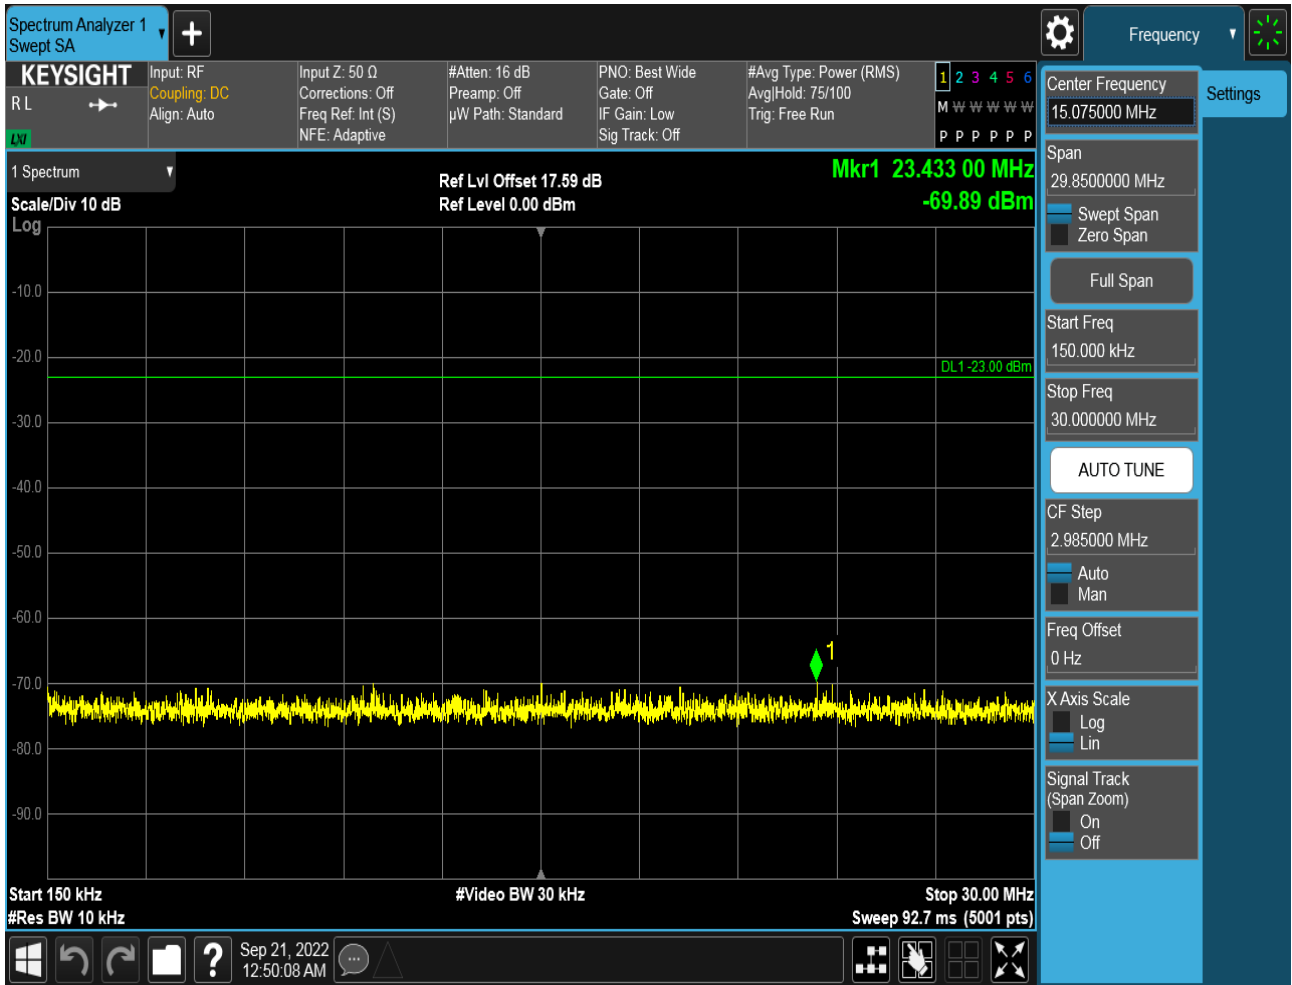 Spectrum Analyzer 1
Swept SA
Frequency
KEYSIGHT
R L
LXI
Input: RF
Coupling: DC
Align: Auto
Input Z: 50 Ω
Corrections: Off
Freq Ref: Int (S)
NFE: Adaptive
#Atten: 16 dB
Preamp: Off
µW Path: Standard
PNO: Best Wide
Gate: Off
IF Gain: Low
Sig Track: Off
#Avg Type: Power (RMS)
Avg|Hold: 75/100
Trig: Free Run
1 2 3 4 5 6
M W W W W W
P P P P P P
1 Spectrum
Scale/Div 10 dB
Log
Ref Lvl Offset 17.59 dB
Ref Level 0.00 dBm
Mkr1 23.433 00 MHz
-69.89 dBm
-10.0
-20.0
DL1 -23.00 dBm
-30.0
-40.0
-50.0
-60.0
1
-70.0
-80.0
-90.0
Start 150 kHz
#Video BW 30 kHz
Stop 30.00 MHz
#Res BW 10 kHz
Sweep 92.7 ms (5001 pts)
Center Frequency
15.075000 MHz
Settings
Span
29.8500000 MHz
Swept Span
Zero Span
Full Span
Start Freq
150.000 kHz
Stop Freq
30.000000 MHz
AUTO TUNE
CF Step
2.985000 MHz
Auto
Man
Freq Offset
0 Hz
X Axis Scale
Log
Lin
Signal Track
(Span Zoom)
On
Off
?
Sep 21, 2022
12:50:08 AM